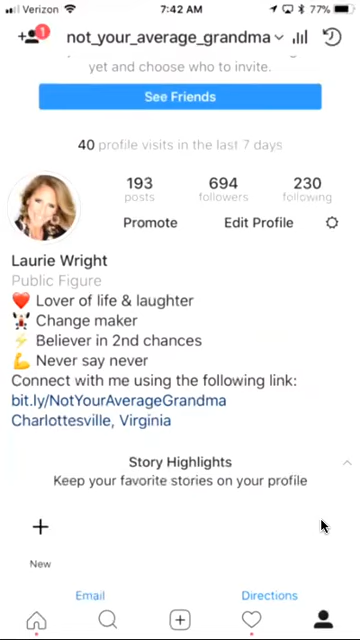 Verizon 7:42 AM 77%
1
not_your_average_grandma
yet and choose who to invite.
See Friends
40 profile visits in the last 7 days
193 694 230
posts followers following
Promote Edit Profile
Laurie Wright
Public Figure
❤️ Lover of life & laughter
Change maker
⚡ Believer in 2nd chances
💪 Never say never
Connect with me using the following link:
bit.ly/NotYourAverageGrandma
Charlottesville, Virginia
Story Highlights
Keep your favorite stories on your profile
New
Email Directions